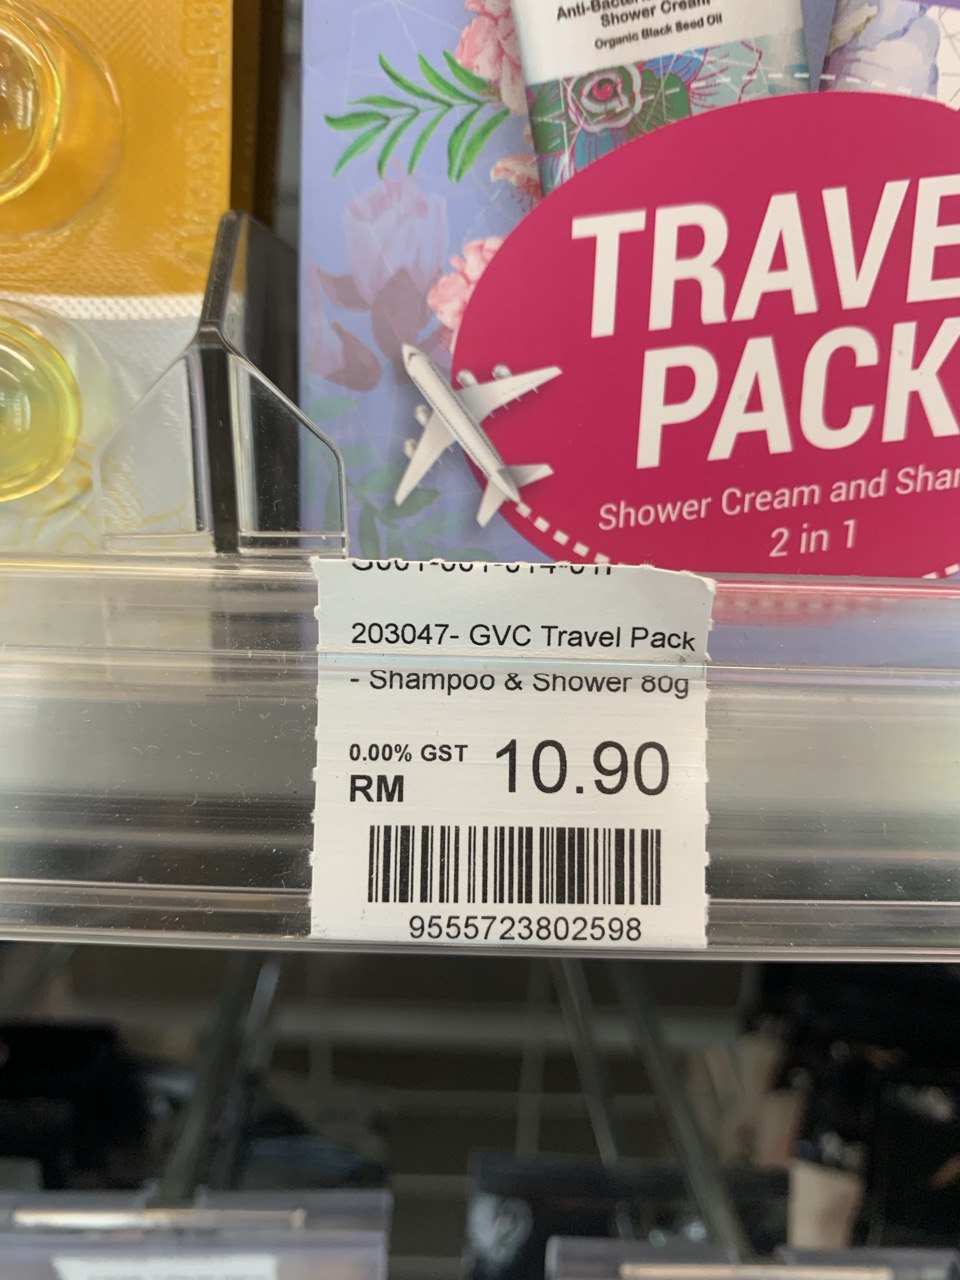 Shower Cream
Organic Black Seed Oil
TRAVE
PACK
Shower Cream and Sha
2 in 1
203047- GVC Travel Pack
- Shampoo & Shower 80g
0.00% GST
RM 10.90
9555723802598